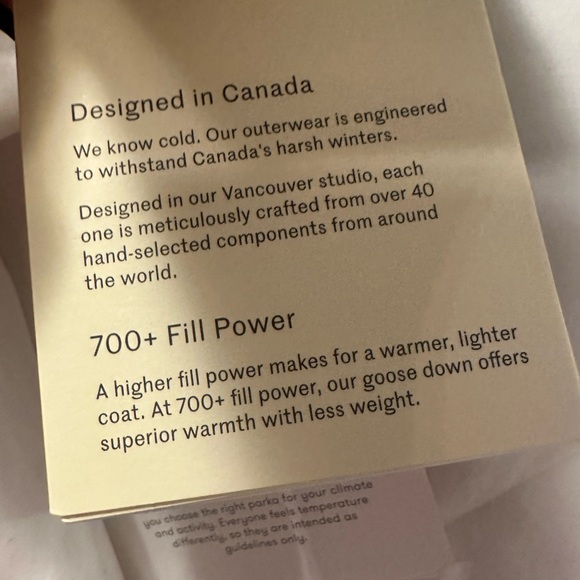 Designed in Canada
We know cold. Our outerwear is engineered
to withstand Canada's harsh winters.
Designed in our Vancouver studio, each
one is meticulously crafted from over 40
hand-selected components from around
the world.
700+ Fill Power
A higher fill power makes for a warmer, lighter
coat. At 700+ fill power, our goose down offers
superior warmth with less weight.
you choose the right parka for your climate
and activity. Everyone feels temperature
differently, so they are intended as
guidelines only.